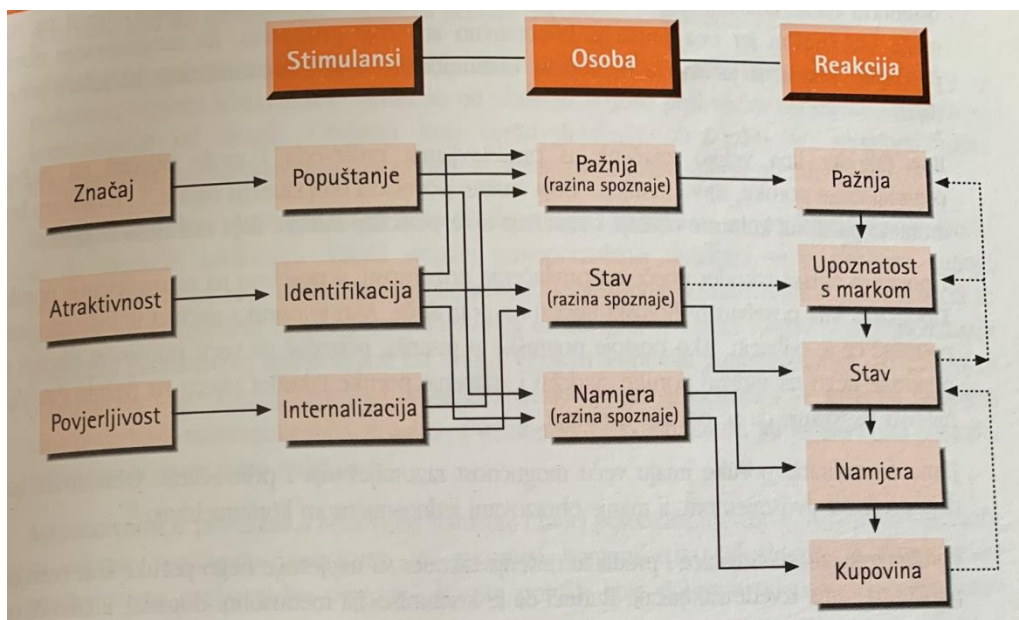 Stimulansi
Osoba
Reakcija
Značaj
Popuštanje
Pažnja
(razina spoznaje)
Pažnja
Atraktivnost
Identifikacija
Stav
(razina spoznaje)
Upoznatost
s markom
Stav
Povjerljivost
Internalizacija
Namjera
(razina spoznaje)
Namjera
Kupovina